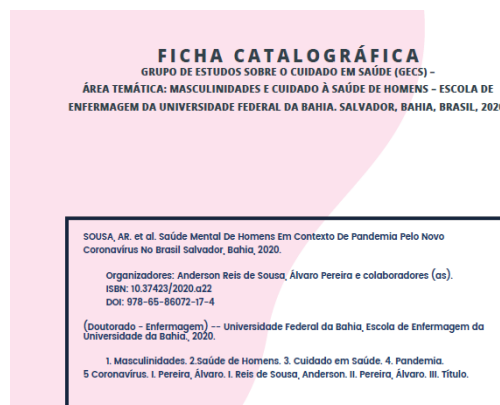 FICHA CATALOGRÁFICA
GRUPO DE ESTUDOS SOBRE O CUIDADO EM SAÚDE (GECS) –
ÁREA TEMÁTICA: MASCULINIDADES E CUIDADO À SAÚDE DE HOMENS – ESCOLA DE
ENFERMAGEM DA UNIVERSIDADE FEDERAL DA BAHIA. SALVADOR, BAHIA, BRASIL, 2020
SOUSA, AR. et al. Saúde Mental De Homens Em Contexto De Pandemia Pelo Novo
Coronavírus No Brasil Salvador, Bahia, 2020.
Organizadores: Anderson Reis de Sousa, Álvaro Pereira e colaboradores (as).
ISBN: 10.37423/2020.a22
DOI: 978-65-86072-17-4
(Doutorado - Enfermagem) -- Universidade Federal da Bahia, Escola de Enfermagem da
Universidade da Bahia., 2020.
1. Masculinidades. 2.Saúde de Homens. 3. Cuidado em Saúde. 4. Pandemia.
5 Coronavírus. I. Pereira, Álvaro. I. Reis de Sousa, Anderson. II. Pereira, Álvaro. III. Título.